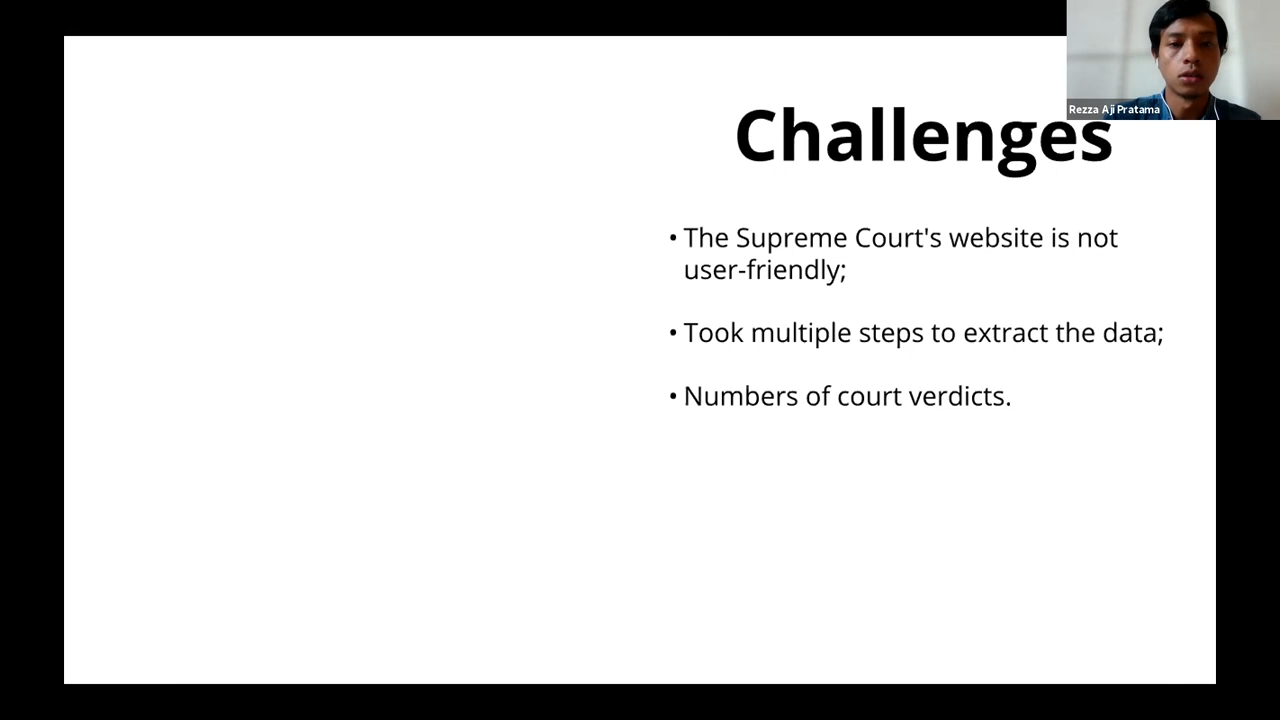 Rezza Aji Pratama
Challenges
• The Supreme Court's website is not
user-friendly;
• Took multiple steps to extract the data;
• Numbers of court verdicts.